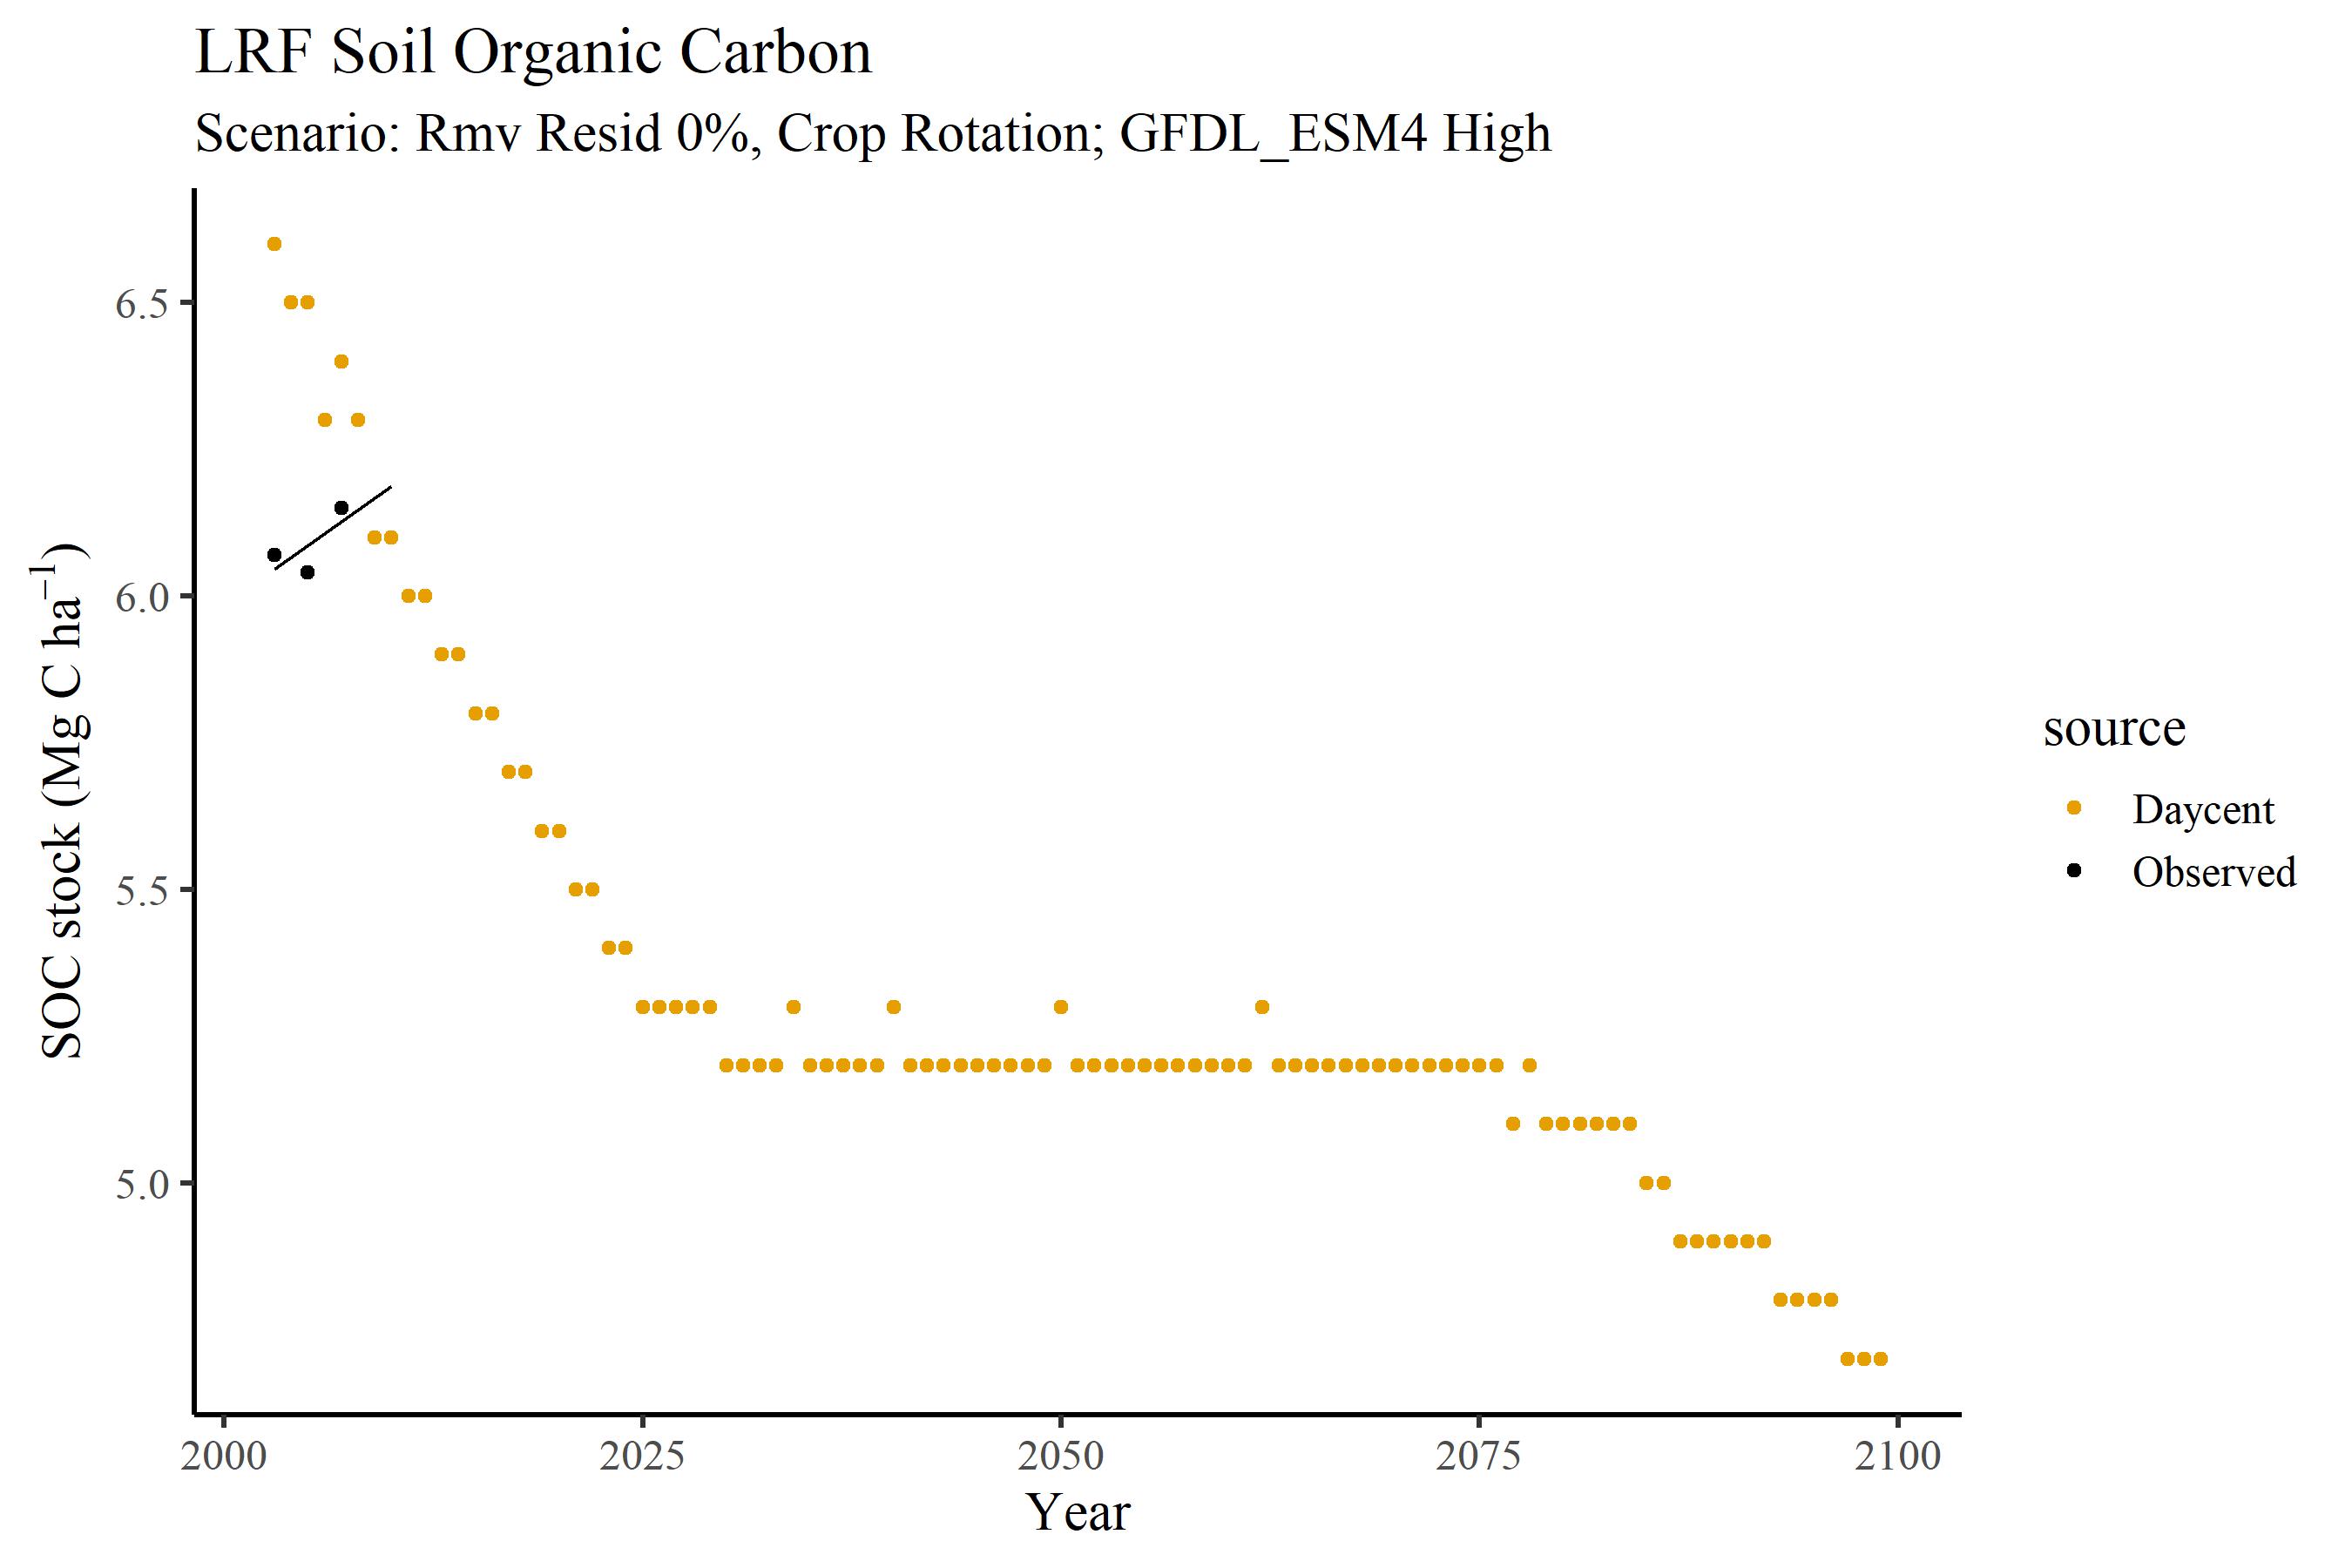 LRF Soil Organic Carbon
Scenario: Rmv Resid 0%, Crop Rotation; GFDL_ESM4 High
SOC stock (Mg C ha⁻¹)
6.5
6.0
5.5
5.0
2000 2025 2050 2075 2100
Year
source
Daycent
Observed